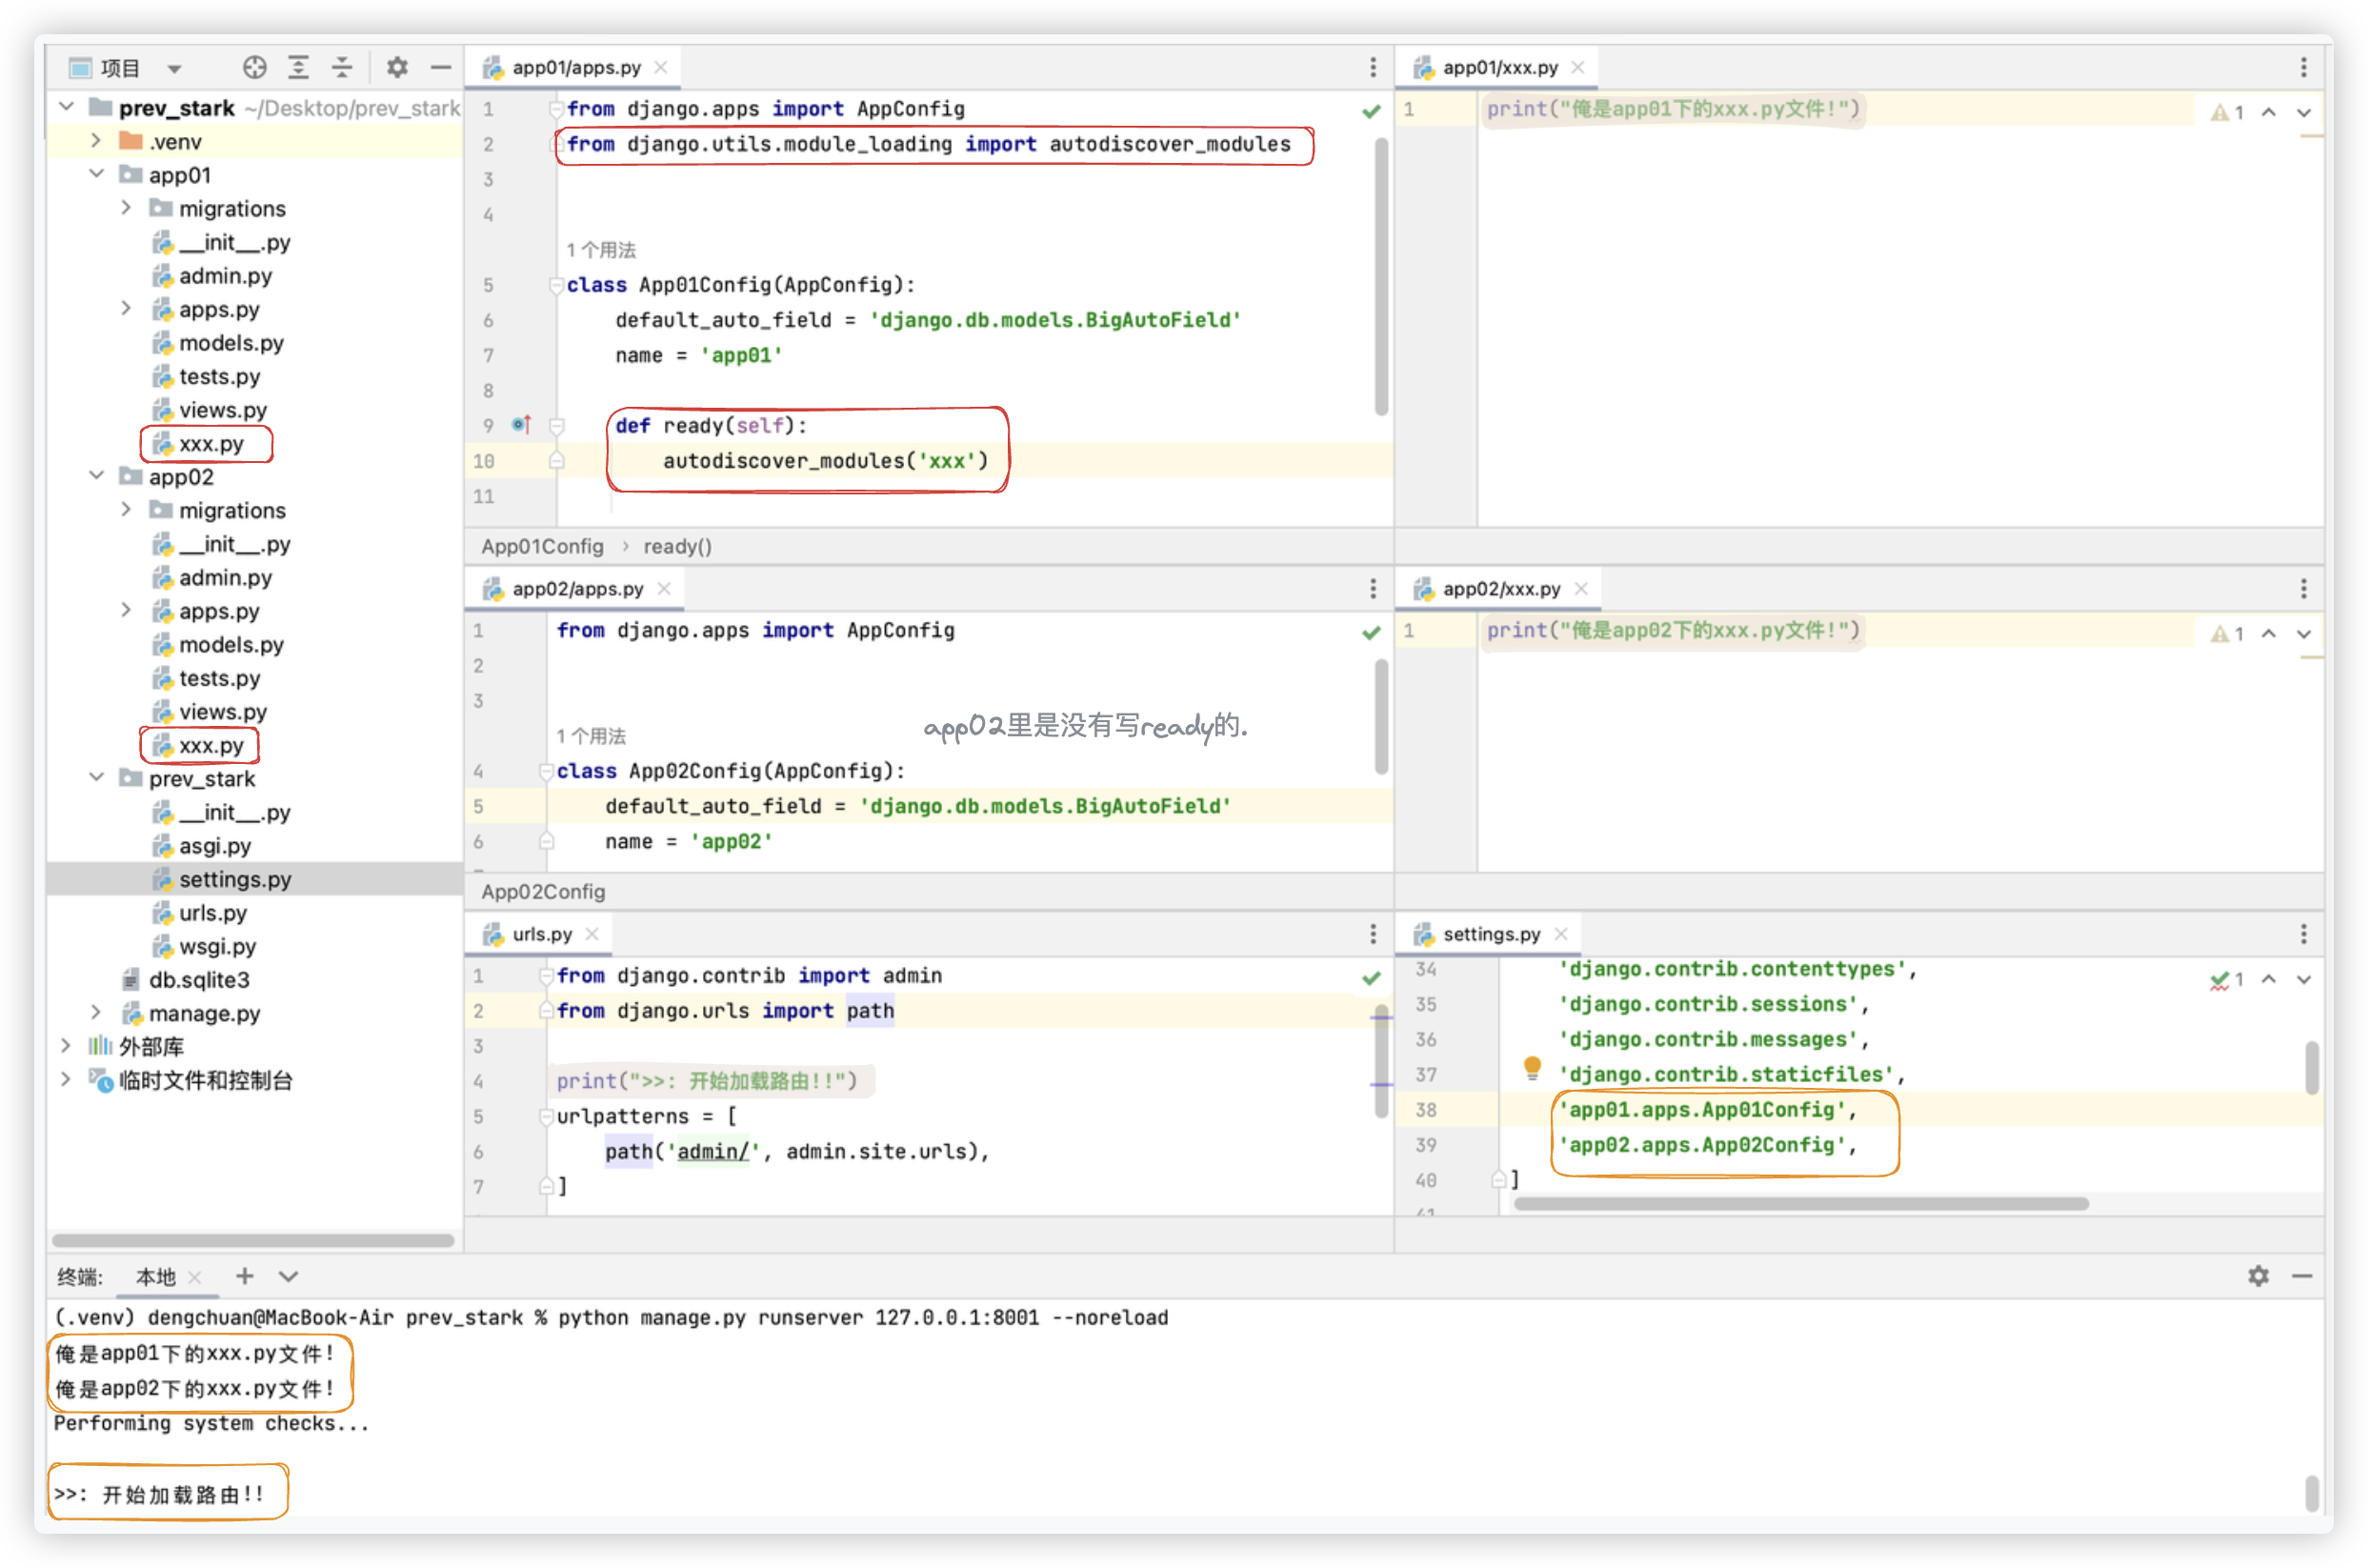 项目
prev_stark ~/Desktop/prev_stark
.venv
app01
migrations
__init__.py
admin.py
apps.py
models.py
tests.py
views.py
xxx.py
app02
migrations
__init__.py
admin.py
apps.py
models.py
tests.py
views.py
xxx.py
prev_stark
__init__.py
asgi.py
settings.py
urls.py
wsgi.py
db.sqlite3
manage.py
外部库
临时文件和控制台
app01/apps.py
1 from django.apps import AppConfig
2 from django.utils.module_loading import autodiscover_modules
3
4
1 个用法
5 class App01Config(AppConfig):
6 default_auto_field = 'django.db.models.BigAutoField'
7 name = 'app01'
8
9 def ready(self):
10 autodiscover_modules('xxx')
11
App01Config › ready()
app01/xxx.py
1 print("俺是app01下的xxx.py文件!")
1
app02/apps.py
1 from django.apps import AppConfig
2
3
app02里是没有写ready的.
1 个用法
4 class App02Config(AppConfig):
5 default_auto_field = 'django.db.models.BigAutoField'
6 name = 'app02'
App02Config
app02/xxx.py
1 print("俺是app02下的xxx.py文件!")
1
urls.py
1 from django.contrib import admin
2 from django.urls import path
3
4 print(">>: 开始加载路由!!")
5 urlpatterns = [
6 path('admin/', admin.site.urls),
7 ]
settings.py
34 'django.contrib.contenttypes',
1
35 'django.contrib.sessions',
36 'django.contrib.messages',
37 'django.contrib.staticfiles',
38 'app01.apps.App01Config',
39 'app02.apps.App02Config',
40 ]
41
终端: 本地
(.venv) dengchuan@MacBook-Air prev_stark % python manage.py runserver 127.0.0.1:8001 --noreload
俺是app01下的xxx.py文件!
俺是app02下的xxx.py文件!
Performing system checks...
>>: 开始加载路由!!